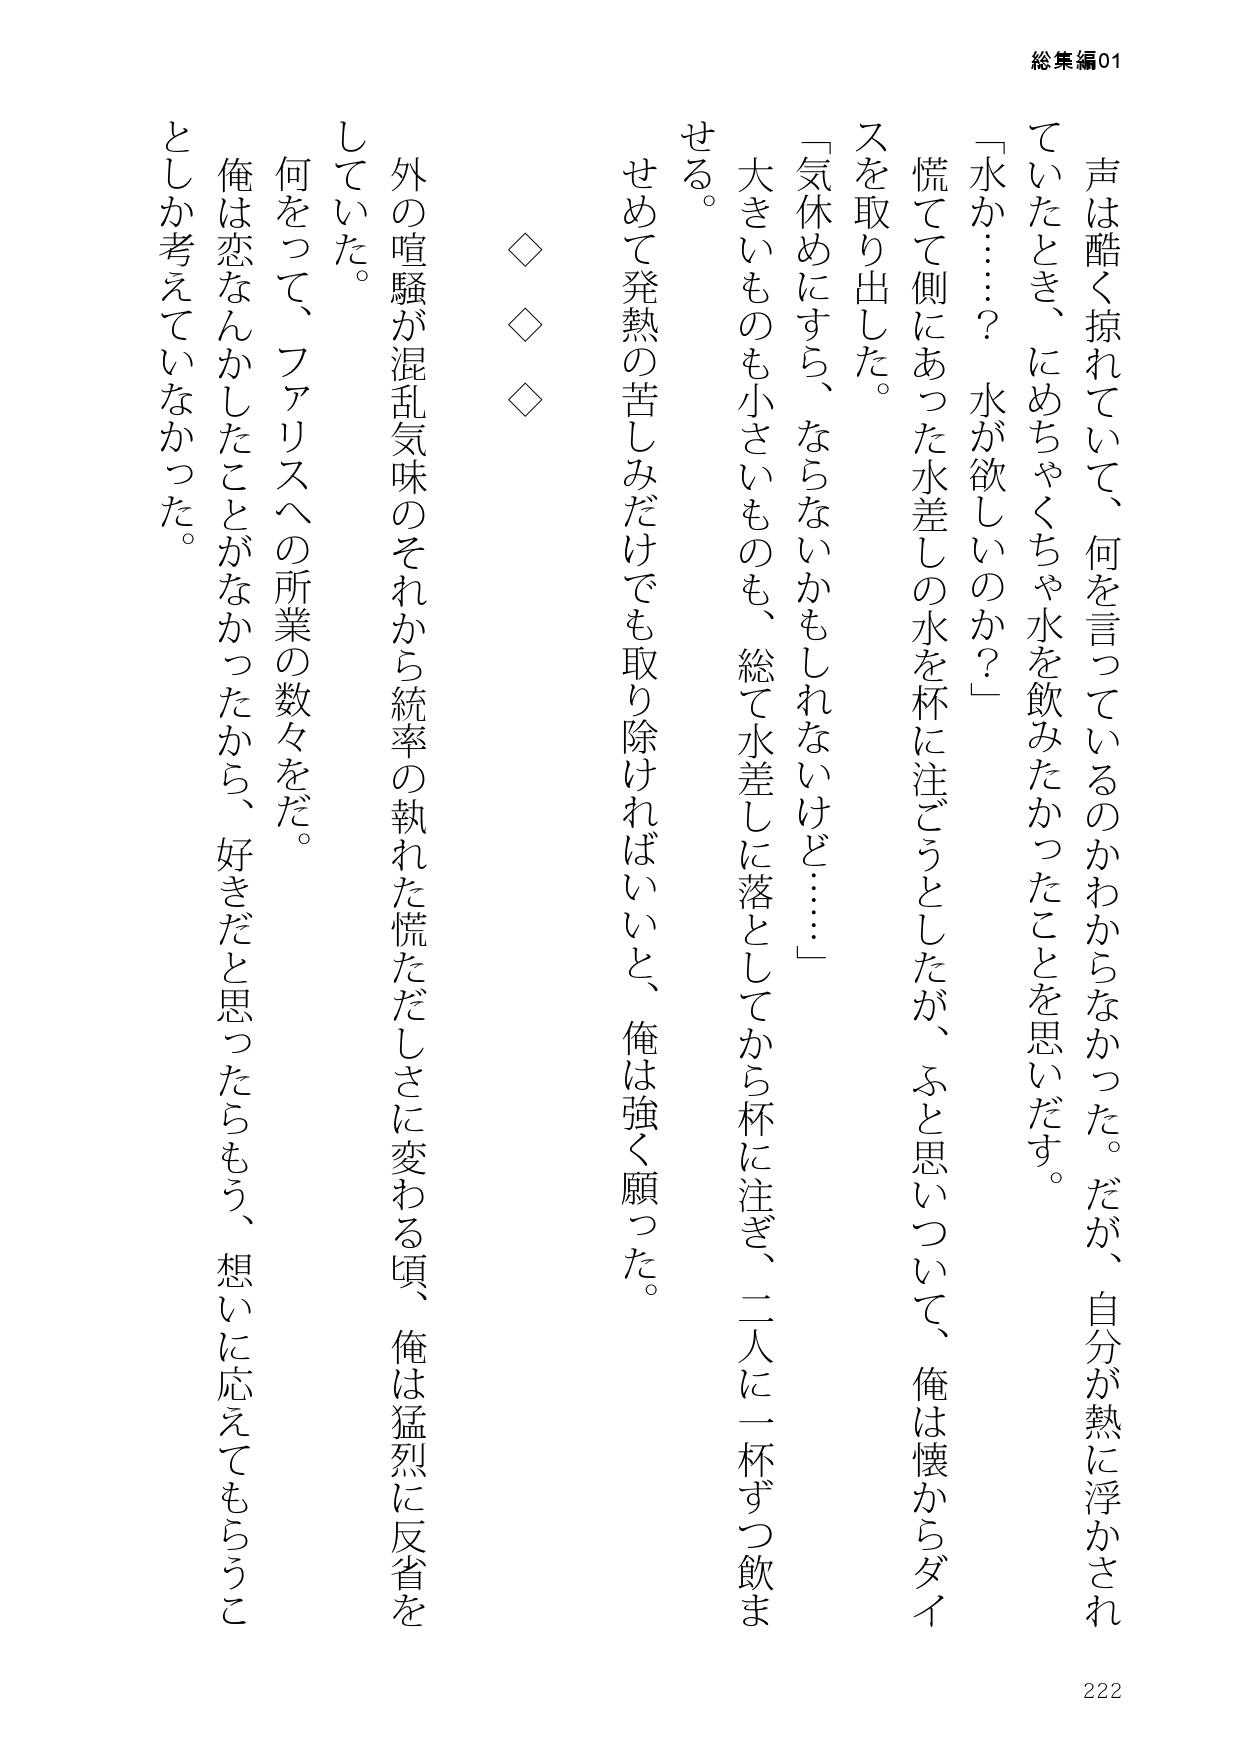 総集編01
　声は酷く掠れていて、何を言っているのかわからなかった。だが、自分が熱に浮かされ
ていたとき、にめちゃくちゃ水を飲みたかったことを思いだす。
「水か……？　水が欲しいのか？」
　慌てて側にあった水差しの水を杯に注ごうとしたが、ふと思いついて、俺は懐からダイ
スを取り出した。
「気休めにすら、ならないかもしれないけど……」
　大きいものも小さいものも、総て水差しに落としてから杯に注ぎ、二人に一杯ずつ飲ま
せる。
　せめて発熱の苦しみだけでも取り除ければいいと、俺は強く願った。
◇　◇　◇
　外の喧騒が混乱気味のそれから統率の執れた慌ただしさに変わる頃、俺は猛烈に反省を
していた。
　何をって、ファリスへの所業の数々をだ。
　俺は恋なんかしたことがなかったから、好きだと思ったらもう、想いに応えてもらうこ
としか考えていなかった。
222